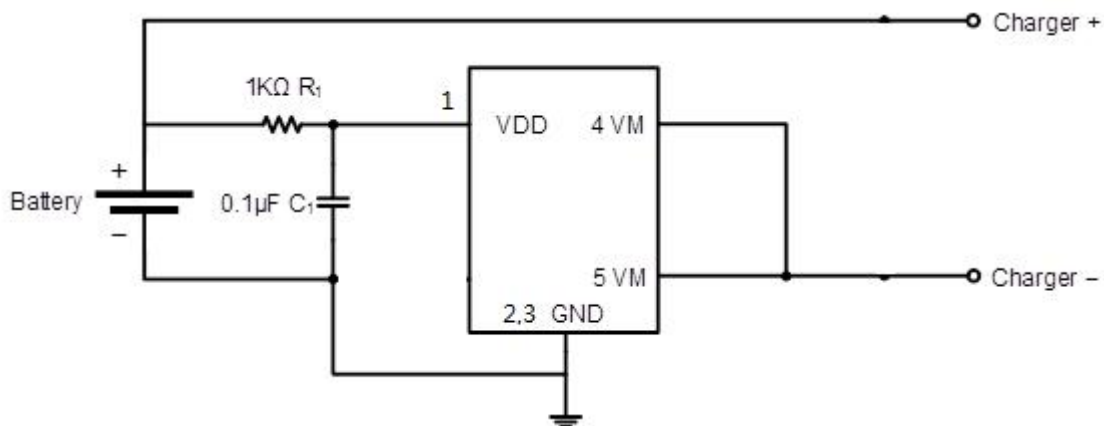 Charger +
1KΩ R₁
1
VDD
4 VM
+
Battery
0.1µF C₁
−
5 VM
Charger −
2,3 GND